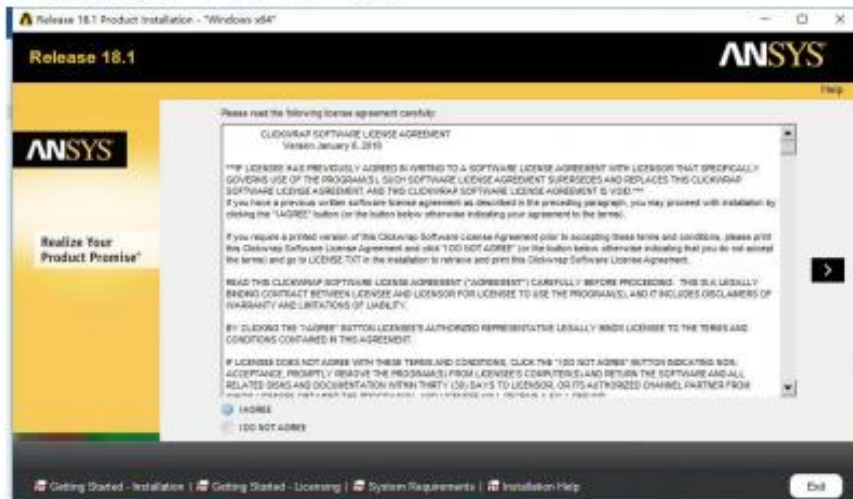 Release 18.1 Product Installation - "Windows x64"
Release 18.1
ANSYS
Help
Please read the following license agreement carefully:
ANSYS
Realize Your
Product Promise®
CLICKWRAP SOFTWARE LICENSE AGREEMENT
Version January 8, 2016
***IF LICENSEE HAS PREVIOUSLY AGREED IN WRITING TO A SOFTWARE LICENSE AGREEMENT WITH LICENSOR THAT SPECIFICALLY
GOVERNS USE OF THE PROGRAM(S), SUCH SOFTWARE LICENSE AGREEMENT SUPERSEDES AND REPLACES THIS CLICKWRAP
SOFTWARE LICENSE AGREEMENT, AND THIS CLICKWRAP SOFTWARE LICENSE AGREEMENT IS VOID.***
If you have a previous written software license agreement as described in the preceding paragraph, you may proceed with installation by
clicking the "I AGREE" button (or the button below otherwise indicating your agreement to the terms).
If you require a printed version of this Clickwrap Software License Agreement prior to accepting these terms and conditions, please print
this Clickwrap Software License Agreement and click "I DO NOT AGREE" (or the button below otherwise indicating that you do not accept
the terms) and go to LICENSE.TXT in the installation to retrieve and print this Clickwrap Software License Agreement.
READ THIS CLICKWRAP SOFTWARE LICENSE AGREEMENT ("AGREEMENT") CAREFULLY BEFORE PROCEEDING. THIS IS A LEGALLY
BINDING CONTRACT BETWEEN LICENSEE AND LICENSOR FOR LICENSEE TO USE THE PROGRAM(S), AND IT INCLUDES DISCLAIMERS OF
WARRANTY AND LIMITATIONS OF LIABILITY.
BY CLICKING THE "I AGREE" BUTTON LICENSEE'S AUTHORIZED REPRESENTATIVE LEGALLY BINDS LICENSEE TO THE TERMS AND
CONDITIONS CONTAINED IN THIS AGREEMENT.
IF LICENSEE DOES NOT AGREE WITH THESE TERMS AND CONDITIONS, CLICK THE "I DO NOT AGREE" BUTTON INDICATING NON-
ACCEPTANCE, PROMPTLY REMOVE THE PROGRAM(S) FROM LICENSEE'S COMPUTER(S) AND RETURN THE SOFTWARE AND ALL
RELATED DISKS AND DOCUMENTATION WITHIN THIRTY (30) DAYS TO LICENSOR, OR ITS AUTHORIZED CHANNEL PARTNER FROM
I AGREE
I DO NOT AGREE
Getting Started - Installation | Getting Started - Licensing | System Requirements | Installation Help
Exit